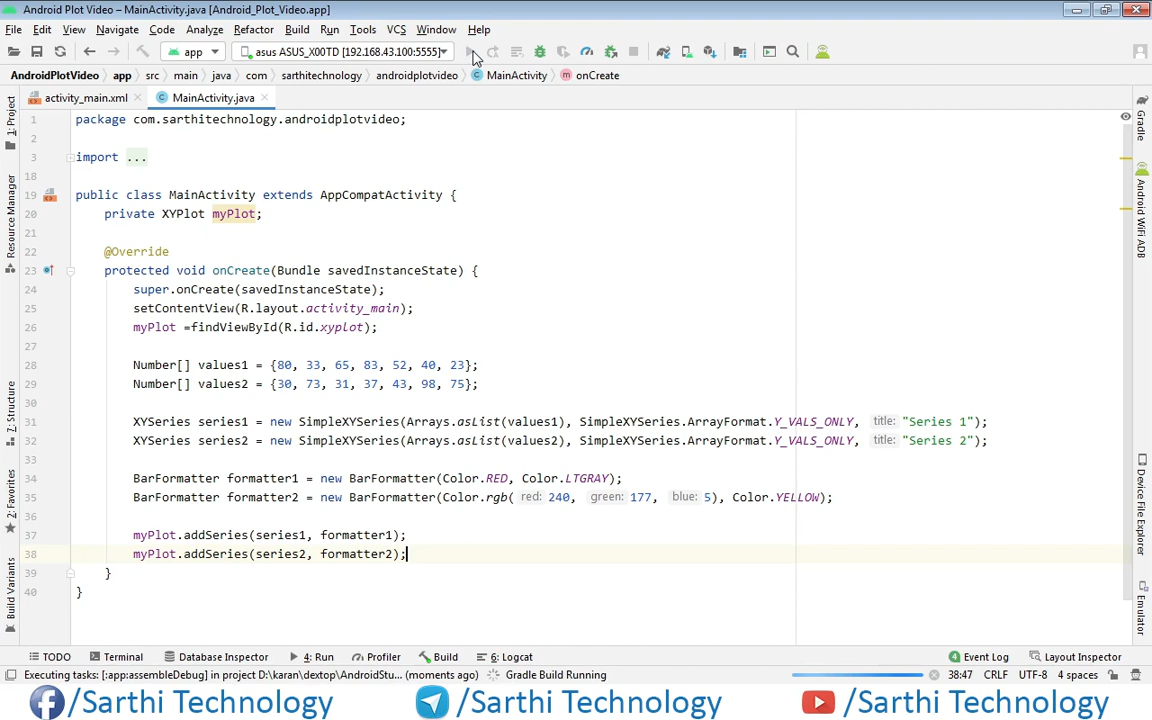 Android Plot Video – MainActivity.java [Android_Plot_Video.app]
File Edit View Navigate Code Analyze Refactor Build Run Tools VCS Window Help
app asus ASUS_X00TD [192.168.43.100:5555]
AndroidPlotVideo app src main java com sarthitechnology androidplotvideo MainActivity onCreate
activity_main.xml MainActivity.java
1 package com.sarthitechnology.androidplotvideo;
2
3 import ...
18
19 public class MainActivity extends AppCompatActivity {
20 private XYPlot myPlot;
21
22 @Override
23 protected void onCreate(Bundle savedInstanceState) {
24 super.onCreate(savedInstanceState);
25 setContentView(R.layout.activity_main);
26 myPlot =findViewById(R.id.xyplot);
27
28 Number[] values1 = {80, 33, 65, 83, 52, 40, 23};
29 Number[] values2 = {30, 73, 31, 37, 43, 98, 75};
30
31 XYSeries series1 = new SimpleXYSeries(Arrays.asList(values1), SimpleXYSeries.ArrayFormat.Y_VALS_ONLY, title: "Series 1");
32 XYSeries series2 = new SimpleXYSeries(Arrays.asList(values2), SimpleXYSeries.ArrayFormat.Y_VALS_ONLY, title: "Series 2");
33
34 BarFormatter formatter1 = new BarFormatter(Color.RED, Color.LTGRAY);
35 BarFormatter formatter2 = new BarFormatter(Color.rgb( red: 240, green: 177, blue: 5), Color.YELLOW);
36
37 myPlot.addSeries(series1, formatter1);
38 myPlot.addSeries(series2, formatter2);
39 }
40 }
1: Project
Resource Manager
Z: Structure
2: Favorites
Build Variants
Gradle
Android WiFi ADB
Device File Explorer
Emulator
TODO Terminal Database Inspector 4: Run Profiler Build 6: Logcat 4 Event Log Layout Inspector
Executing tasks: [:app:assembleDebug] in project D:\karan\dextop\AndroidStu... (moments ago) Gradle Build Running 38:47 CRLF UTF-8 4 spaces
/Sarthi Technology /Sarthi Technology /Sarthi Technology